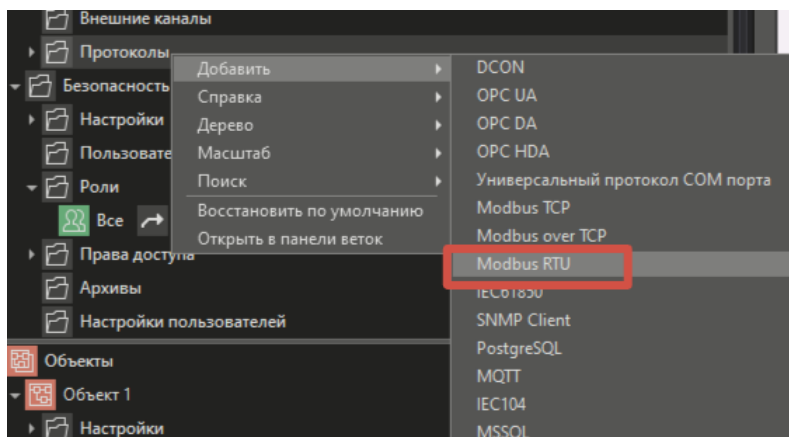 Внешние каналы
Протоколы
Безопасность
Настройки
Роли
Все
Права доступа
Архивы
Настройки пользователей
Объекты
Объект 1
Настройки
Добавить
Справка
Дерево
Масштаб
Поиск
Восстановить по умолчанию
Открыть в панели веток
DCON
OPC UA
OPC DA
OPC HDA
Универсальный протокол COM порта
Modbus TCP
Modbus over TCP
Modbus RTU
IEC61850
SNMP Client
PostgreSQL
MQTT
IEC104
MSSQL